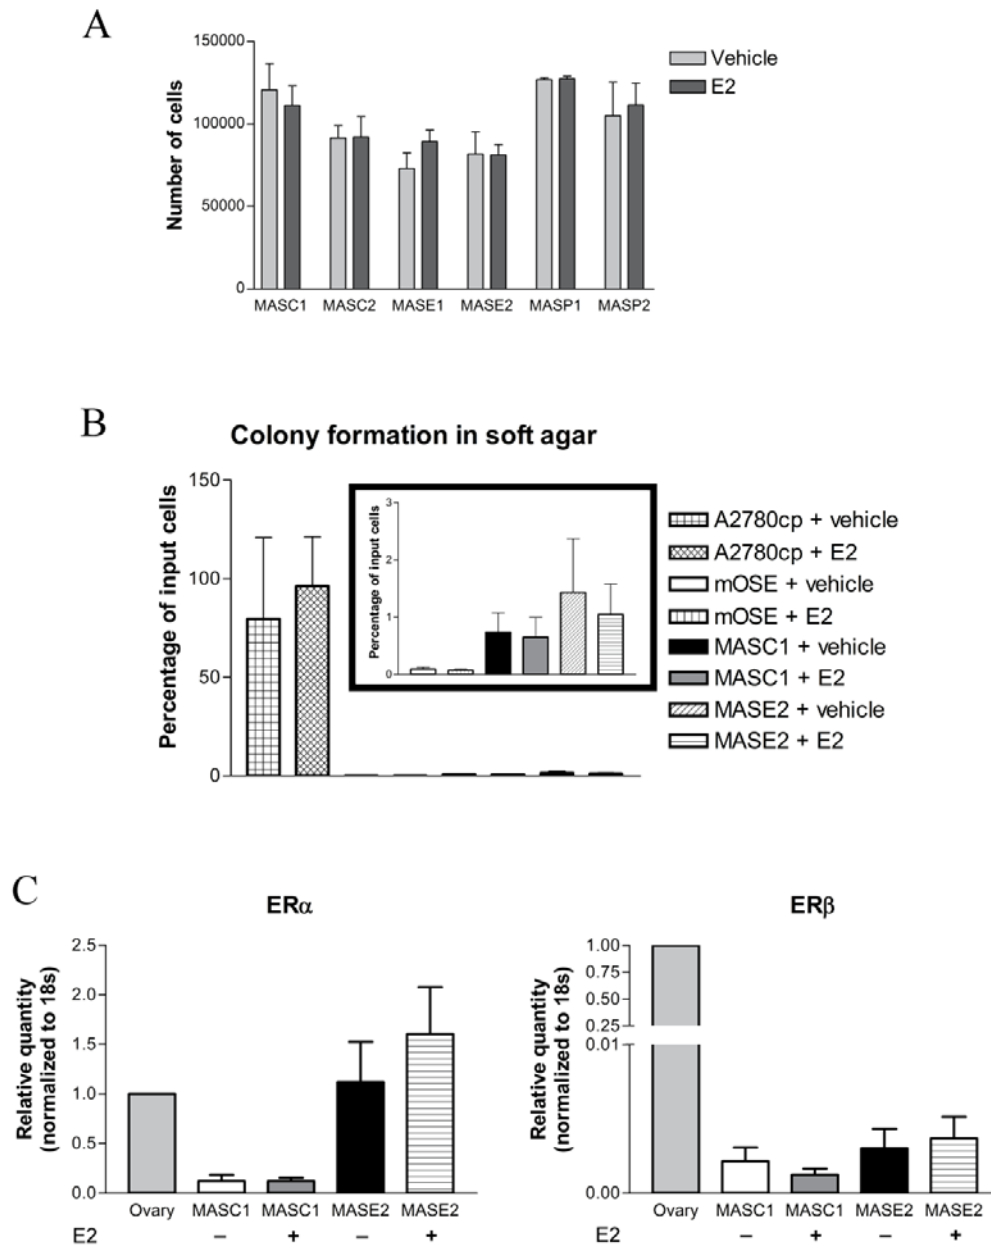 A
150000
100000
50000
0
Number of cells
MASC1 MASC2 MASE1 MASE2 MASP1 MASP2
Vehicle
E2
B
Colony formation in soft agar
150
100
50
0
Percentage of input cells
3
2
1
0
Percentage of input cells
A2780cp + vehicle
A2780cp + E2
mOSE + vehicle
mOSE + E2
MASC1 + vehicle
MASC1 + E2
MASE2 + vehicle
MASE2 + E2
C
ERα
2.5
2.0
1.5
1.0
0.5
0.0
Relative quantity
(normalized to 18s)
Ovary MASC1 MASC1 MASE2 MASE2
E2 – + – +
ERβ
1.00
0.75
0.50
0.25
0.01
0.00
Relative quantity
(normalized to 18s)
Ovary MASC1 MASC1 MASE2 MASE2
E2 – + – +